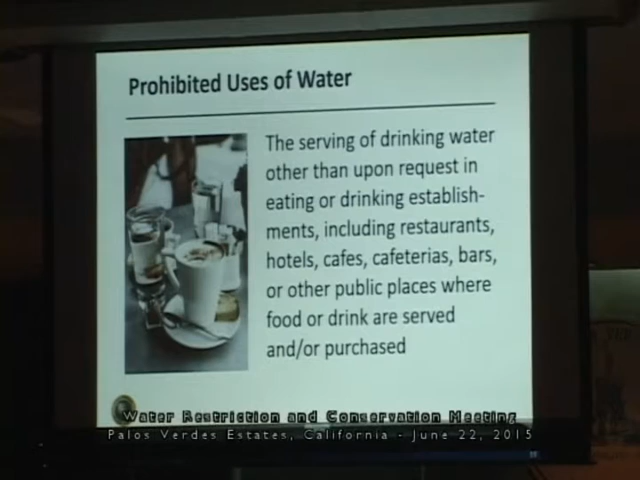 Prohibited Uses of Water
The serving of drinking water
other than upon request in
eating or drinking establish-
ments, including restaurants,
hotels, cafes, cafeterias, bars,
or other public places where
food or drink are served
and/or purchased
Water Restriction and Conservation Meeting
Palos Verdes Estates, California - June 22, 2015